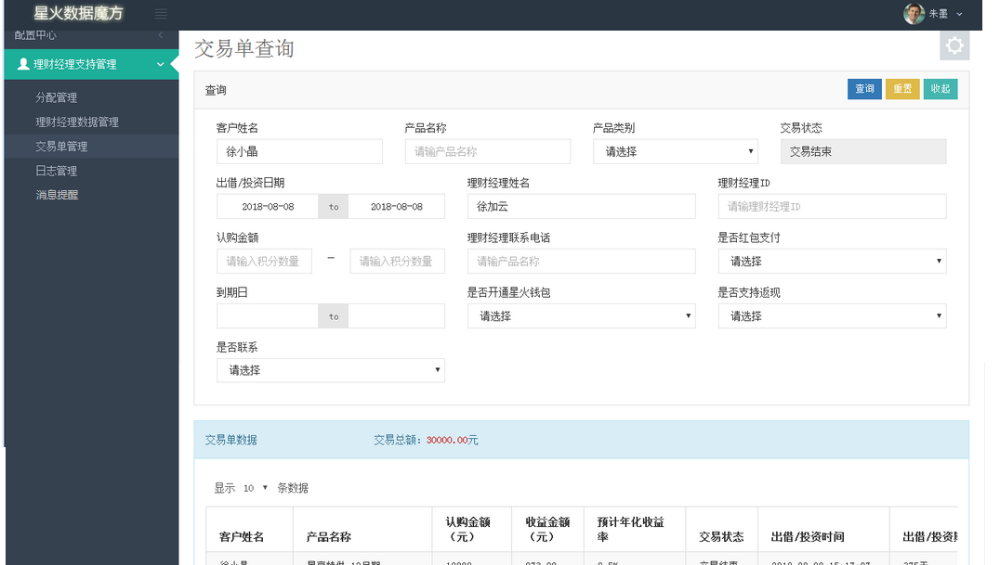 星火数据魔方
朱墨
配置中心
理财经理支持管理
分配管理
理财经理数据管理
交易单管理
日志管理
消息提醒
交易单查询
查询
查询 重置 收起
客户姓名 产品名称 产品类别 交易状态
徐小晶 请输产品名称 请选择 交易结束
出借/投资日期 理财经理姓名 理财经理ID
2018-08-08 to 2018-08-08 徐加云 请输理财经理ID
认购金额 理财经理联系电话 是否红包支付
请输入积分数量 — 请输入积分数量 请输产品名称 请选择
到期日 是否开通星火钱包 是否支持返现
to 请选择 请选择
是否联系
请选择
交易单数据 交易总额：30000.00元
显示 10 条数据
客户姓名 产品名称 认购金额（元） 收益金额（元） 预计年化收益率 交易状态 出借/投资时间 出借/投资期